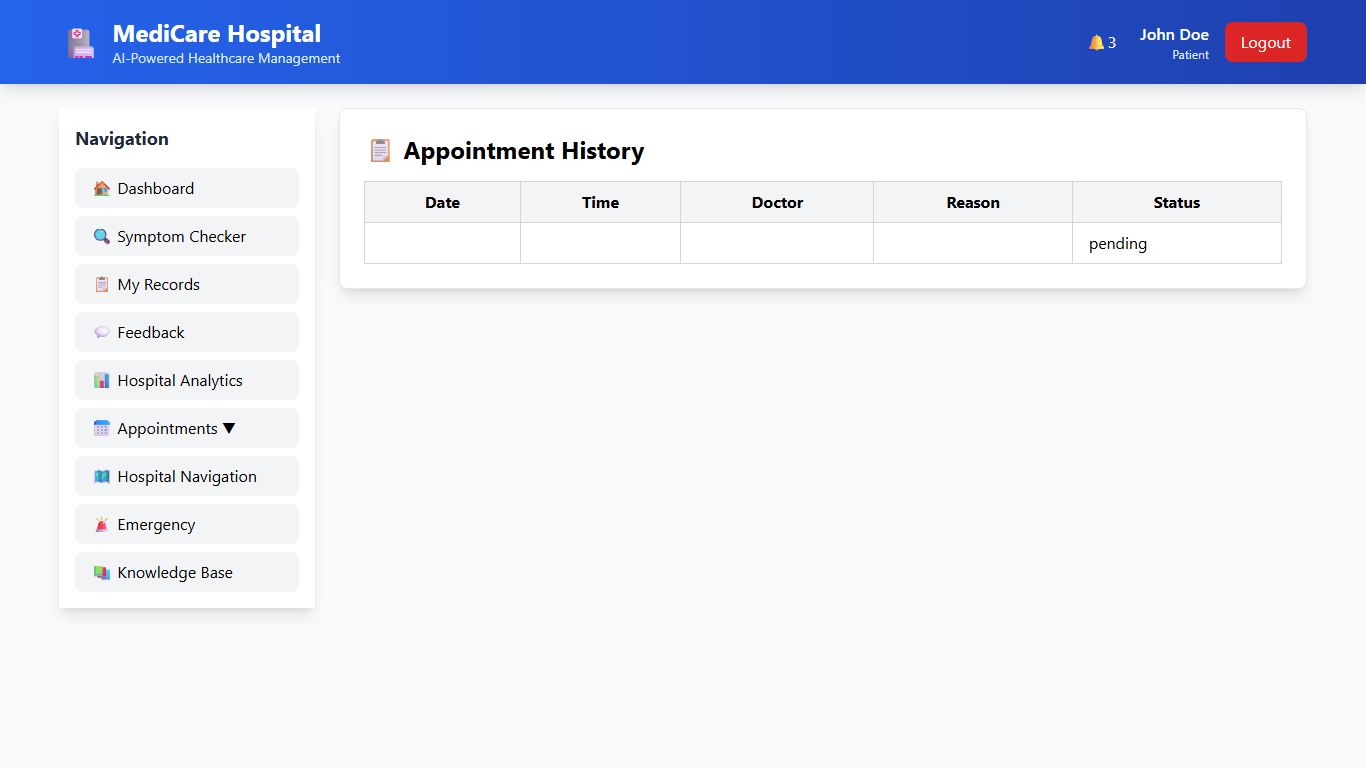 MediCare Hospital
AI-Powered Healthcare Management
3
John Doe
Patient
Logout
Navigation
Dashboard
Symptom Checker
My Records
Feedback
Hospital Analytics
Appointments ▼
Hospital Navigation
Emergency
Knowledge Base
Appointment History
Date Time Doctor Reason Status
pending